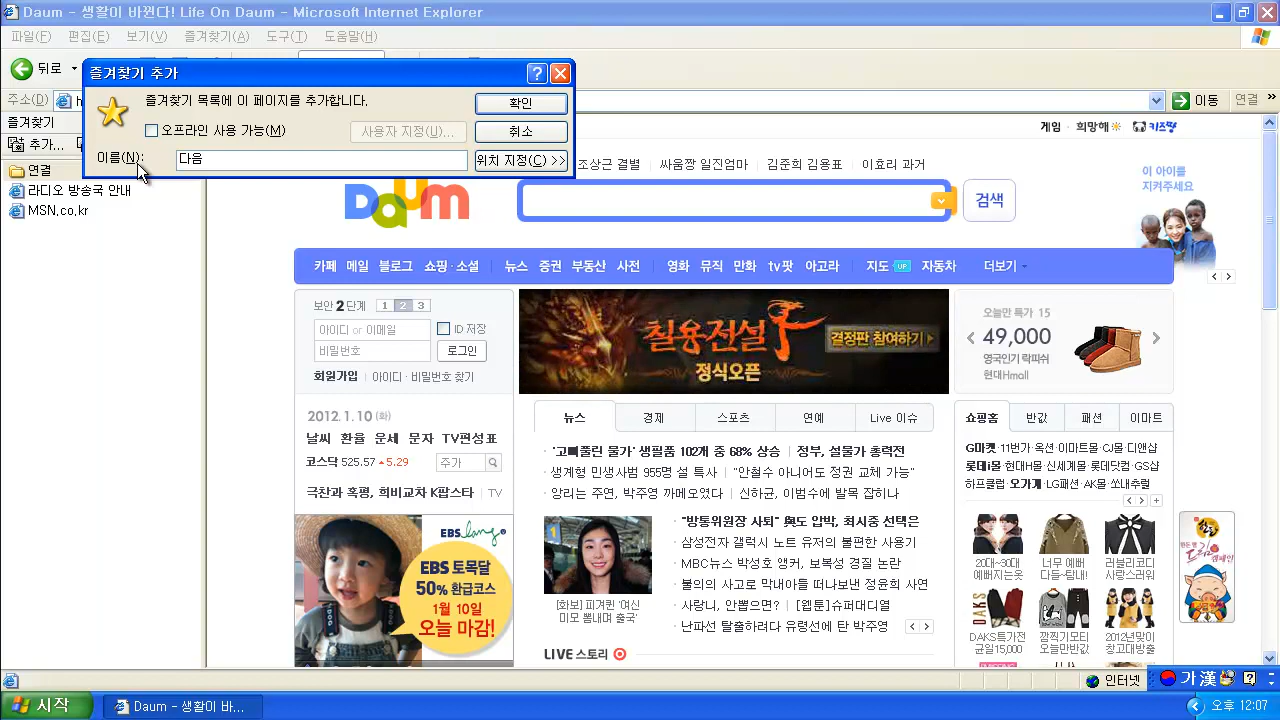 Daum - 생활이 바뀐다! Life On Daum - Microsoft Internet Explorer
파일(F) 편집(E) 보기(V) 즐겨찾기(A) 도구(T) 도움말(H)
뒤로
주소(D) 이동 연결 »
즐겨찾기 추가
즐겨찾기 목록에 이 페이지를 추가합니다. 확인
오프라인 사용 가능(M) 사용자 지정(U)... 취소
이름(N): 다음 위치 지정(C) >>
즐겨찾기
추가...
연결
라디오 방송국 안내
MSN.co.kr
게임 희망해 키즈짱
조상근 결별 싸움짱 얼진엄마 김준희 김용표 이효리 과거
이 아이를
지켜주세요
Daum 검색
카페 메일 블로그 쇼핑·소설 뉴스 증권 부동산 사전 영화 뮤직 만화 tv팟 아고라 지도 UP 자동차 더보기
보안 2 단계 1 2 3
아이디 or 이메일 ID 저장
비밀번호 로그인
회원가입 아이디 · 비밀번호 찾기
칠용전설
정식오픈
결정판 참여하기
오늘만 특가 15
49,000
영국인기 락피쉬
현대Hmall
2012.1.10 (화)
날씨 환율 운세 문자 TV편성표
코스닥 525.57 ▲5.29 주가
극찬과 혹평, 희비교차 K팝스타 TV
EBS lang
EBS 토목달
50% 환급코스
1월 10일
오늘 마감!
뉴스 경제 스포츠 연예 Live 이슈
'고삐풀린 물가' 생필품 102개 중 68% 상승 정부, 설물가 총력전
생계형 민생사범 955명 설 특사 "안철수 아니어도 정권 교체 가능"
앙리는 주연, 박주영 까메오였다 신하균, 이범수에 발목 잡히나
[화보] 피겨퀸 '여신
미모 뽐내며 출국'
"방통위원장 사퇴" 與도 압박, 최시중 선택은
삼성전자 갤럭시 노트 유저의 불편한 사용기
MB3뉴스 박성호 앵커, 보복성 경질 논란
불의의 사고로 막내아들 떠나보낸 정유희 사연
사랑니, 안뽑으면? [웹툰]슈퍼대디열
난파선 탈출하려다 유령선에 탄 박주영
LIVE 스토리
쇼핑홈 반값 패션 이마트
G마켓·11번가·옥션·이마트몰·CJ몰·디앤샵
롯데i몰·현대H몰·신세계몰·롯데닷컴·GS샵
하프클럽·오가게·LG패션·AK몰·쏘내추럴
20대~30대
예뻐지는옷
너무 예뻐
다들~탐내!
러블리코디
사랑스러워
DAKS특가전
균일15,000
깜찍기모티
오늘만반값
2012년맞이
창고대방출
인터넷 가 漢
시작 Daum - 생활이 바... 오후 12:07